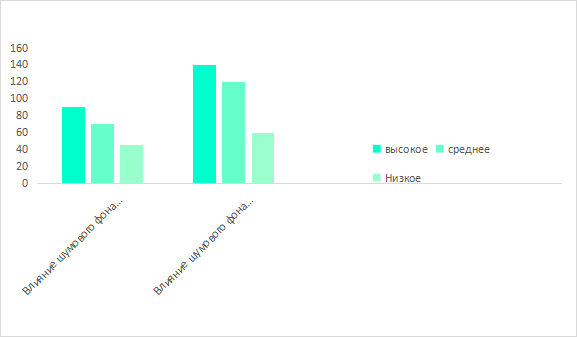 160
140
120
100
80
60
40
20
0
высокое
среднее
Низкое
Влияние шумового фона...
Влияние шумового фона...